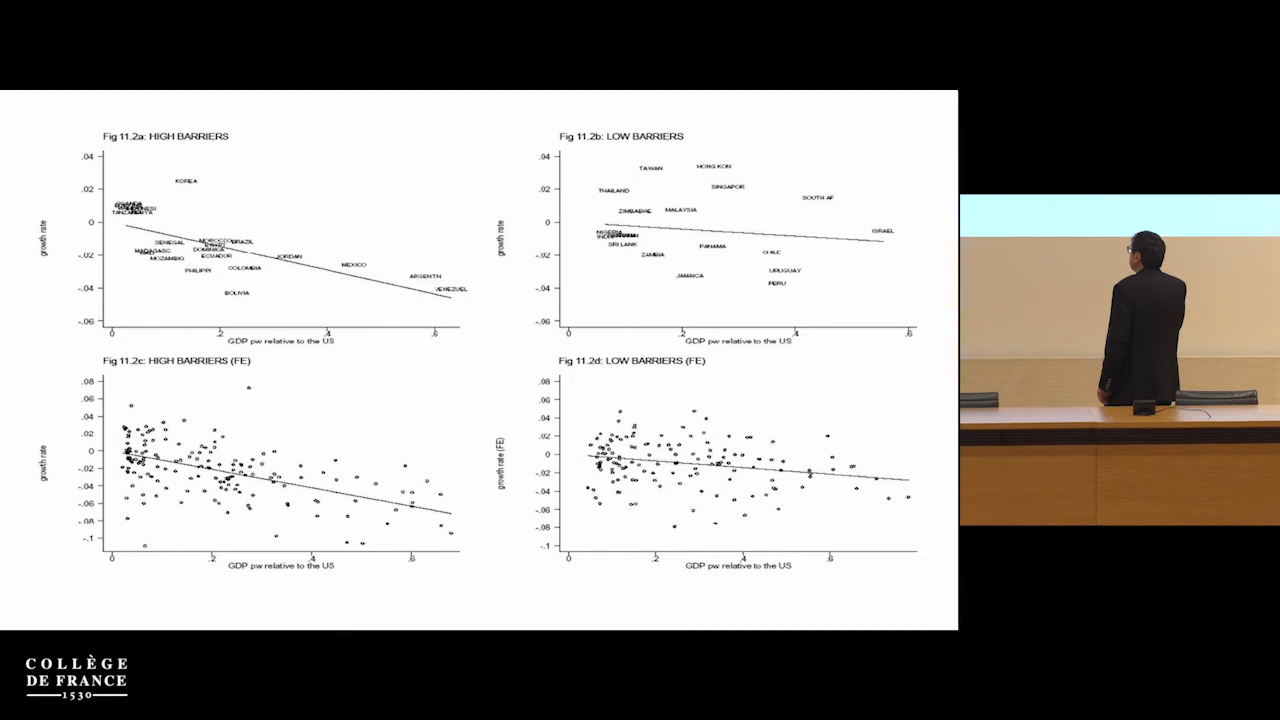 Fig 11.2a: HIGH BARRIERS
.04
.02
0
-.02
-.04
-.06
growth rate
KOREA
SENEGAL
MADAGASC
MOZAMBIG
MOROCCO
BRAZIL
DOMINICA
ECUADOR
PHILIPPI
COLOMBIA
JORDAN
BOLIVIA
MEXICO
ARGENTIN
VENEZUEL
0 .2 .4 .6
GDP pw relative to the US
Fig 11.2b: LOW BARRIERS
.04
.02
0
-.02
-.04
-.06
growth rate
TAIWAN
HONG KON
THAILAND
SINGAPOR
SOUTH AF
ZIMBABWE
MALAYSIA
ISRAEL
NIGERIA
SRI LANK
ZAMBIA
PANAMA
CHILE
JAMAICA
URUGUAY
PERU
0 .2 .4 .6
GDP pw relative to the US
Fig 11.2c: HIGH BARRIERS (FE)
.08
.06
.04
.02
0
-.02
-.04
-.06
-.08
-.1
growth rate
0 .2 .4 .6
GDP pw relative to the US
Fig 11.2d: LOW BARRIERS (FE)
.08
.06
.04
.02
0
-.02
-.04
-.06
-.08
-.1
growth rate (FE)
0 .2 .4 .6
GDP pw relative to the US
COLLÈGE
DE FRANCE
1530